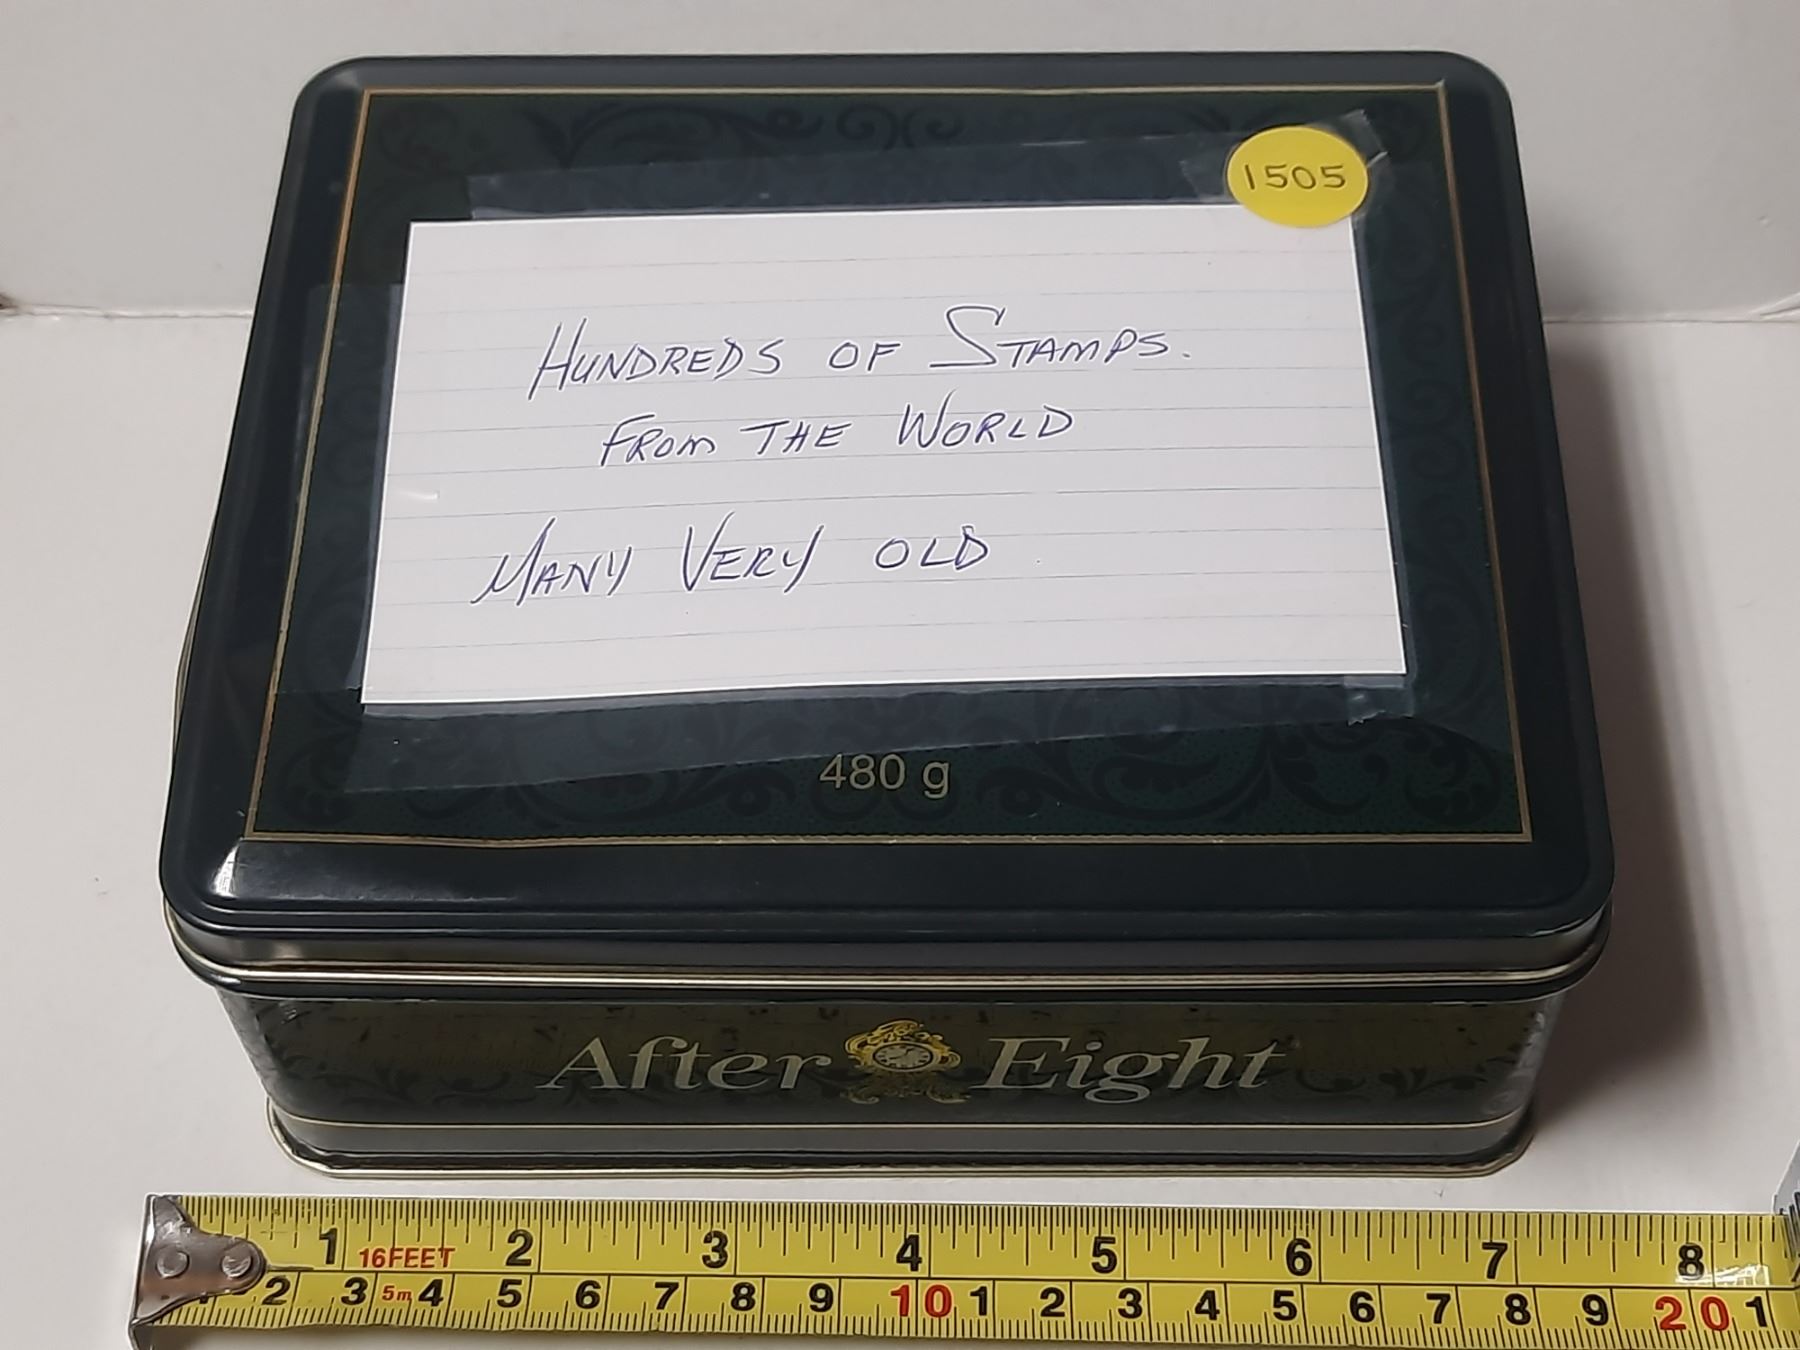 1505
HUNDREDS OF STAMPS.
FROM THE WORLD
MANY VERY OLD
480 g
After Eight
1 16FEET 2 3 4 5 6 7 8
1 2 3 5m 4 5 6 7 8 9 10 1 2 3 4 5 6 7 8 9 20 1